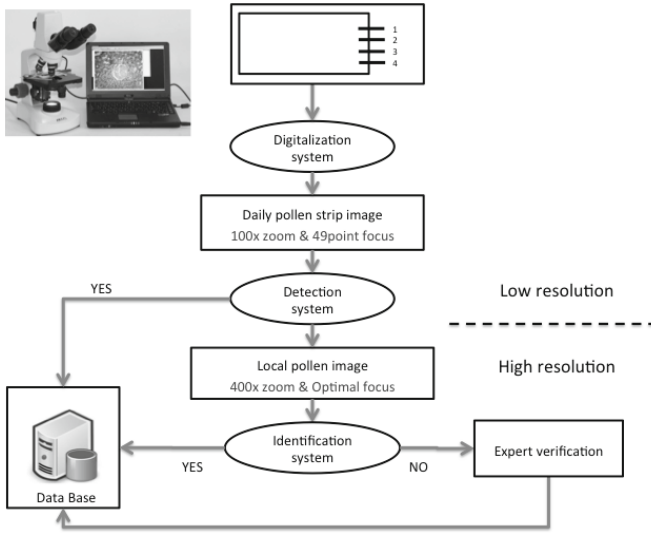 1
2
3
4
Digitalization
system
Daily pollen strip image
100x zoom & 49point focus
YES
Detection
system
Low resolution
Local pollen image
400x zoom & Optimal focus
High resolution
Identification
system
YES
NO
Expert verification
Data Base